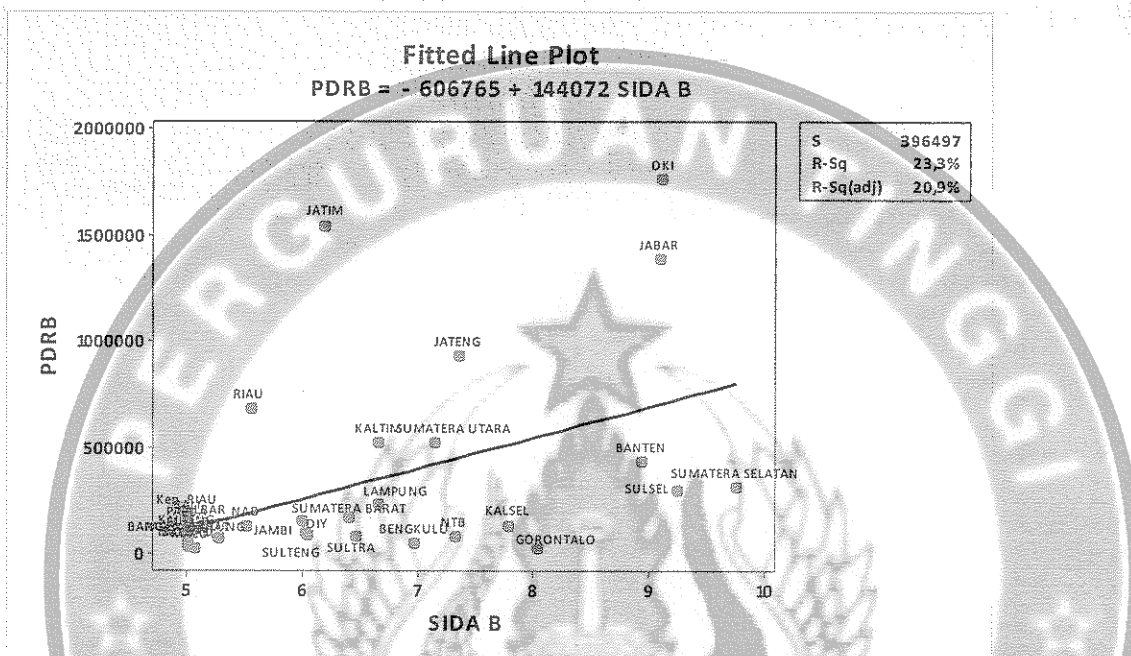 Fitted Line Plot
PDRB = - 606765 + 144072 SIDA B
S 396497
R-Sq 23,3%
R-Sq(adj) 20,9%
PERGURUAN TINGGI
2000000
1500000
1000000
500000
0
PDRB
DKI
JATIM
JABAR
JATENG
RIAU
KALTIM
SUMATERA UTARA
BANTEN
SUMATERA SELATAN
SULSEL
LAMPUNG
Kep. RIAU
NAD
SUMATERA BARAT
KALSEL
JAMBI
DIY
BENGKULU
NTB
SULTENG
SULTRA
GORONTALO
5 6 7 8 9 10
SIDA B